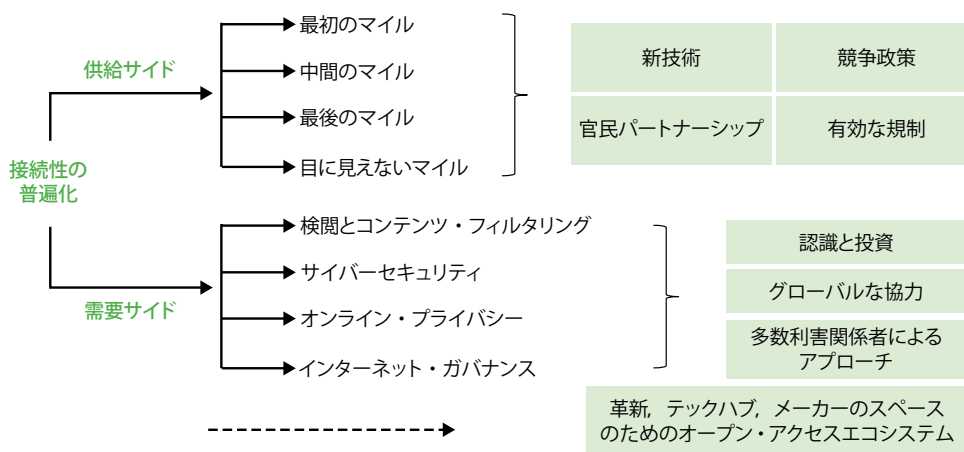 接続性の
普遍化
供給サイド
最初のマイル
中間のマイル
最後のマイル
目に見えないマイル
新技術
競争政策
官民パートナーシップ
有効な規制
需要サイド
検閲とコンテンツ・フィルタリング
サイバーセキュリティ
オンライン・プライバシー
インターネット・ガバナンス
認識と投資
グローバルな協力
多数利害関係者による
アプローチ
革新，テックハブ，メーカーのスペース
のためのオープン・アクセスエコシステム